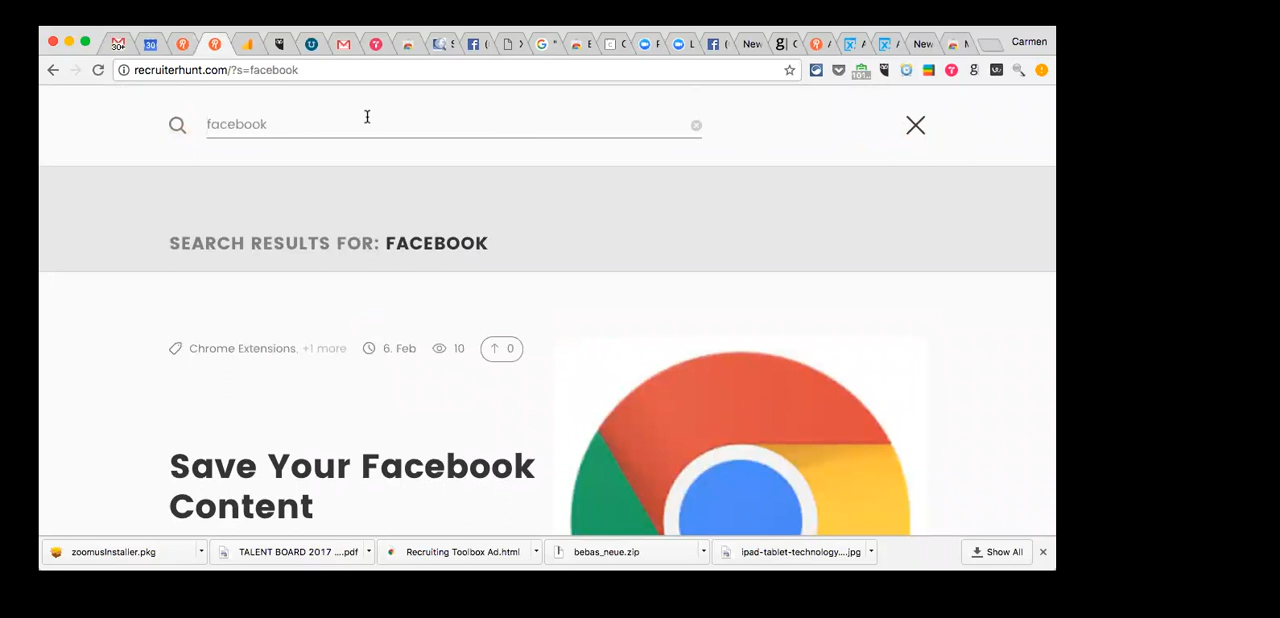 Carmen
recruiterhunt.com/?s=facebook
facebook
SEARCH RESULTS FOR: FACEBOOK
Chrome Extensions, +1 more 6. Feb 10 0
Save Your Facebook
Content
zoomusInstaller.pkg TALENT BOARD 2017 ....pdf Recruiting Toolbox Ad.html bebas_neue.zip ipad-tablet-technology....jpg Show All